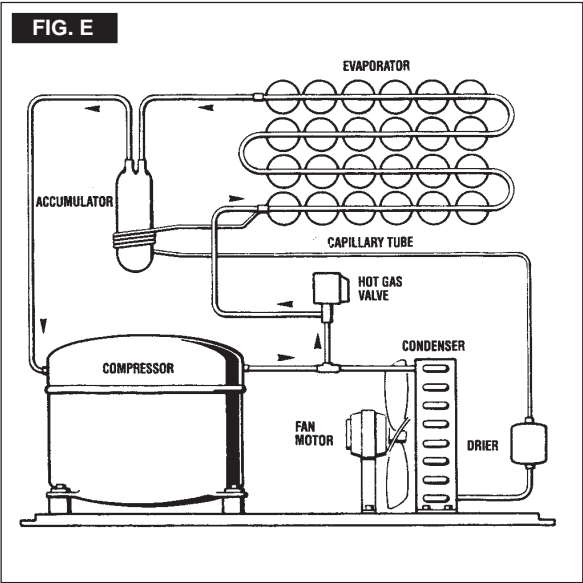 FIG. E
EVAPORATOR
ACCUMULATOR
CAPILLARY TUBE
HOT GAS
VALVE
CONDENSER
COMPRESSOR
FAN
MOTOR
DRIER